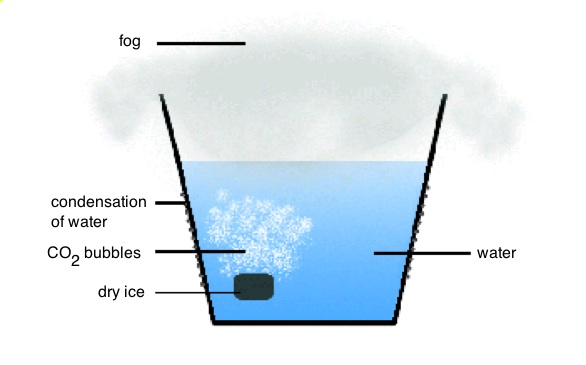 fog
condensation
of water
CO2 bubbles
water
dry ice